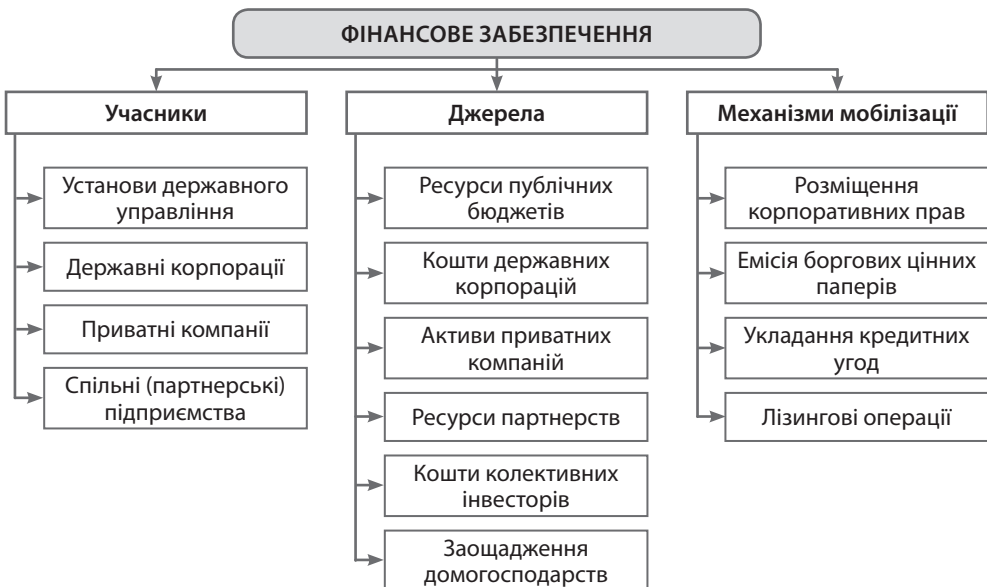 ФІНАНСОВЕ ЗАБЕЗПЕЧЕННЯ
Учасники
Установи державного
управління
Державні корпорації
Приватні компанії
Спільні (партнерські)
підприємства
Джерела
Ресурси публічних
бюджетів
Кошти державних
корпорацій
Активи приватних
компаній
Ресурси партнерств
Кошти колективних
інвесторів
Заощадження
домогосподарств
Механізми мобілізації
Розміщення
корпоративних прав
Емісія боргових цінних
паперів
Укладання кредитних
угод
Лізингові операції